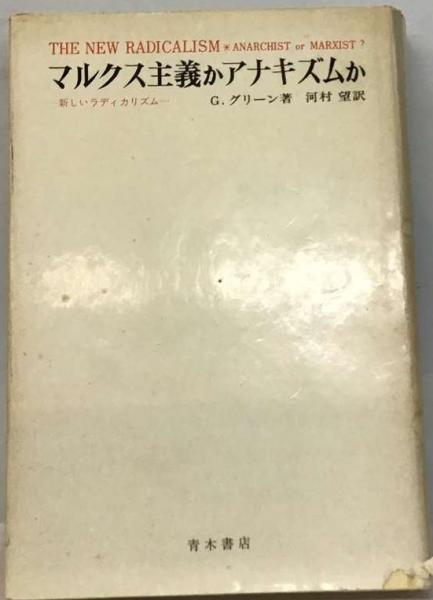 THE NEW RADICALISM＊ANARCHIST or MARXIST ?
マルクス主義かアナキズムか
—新しいラディカリズム—
G. グリーン著 河村 望訳
青木書店